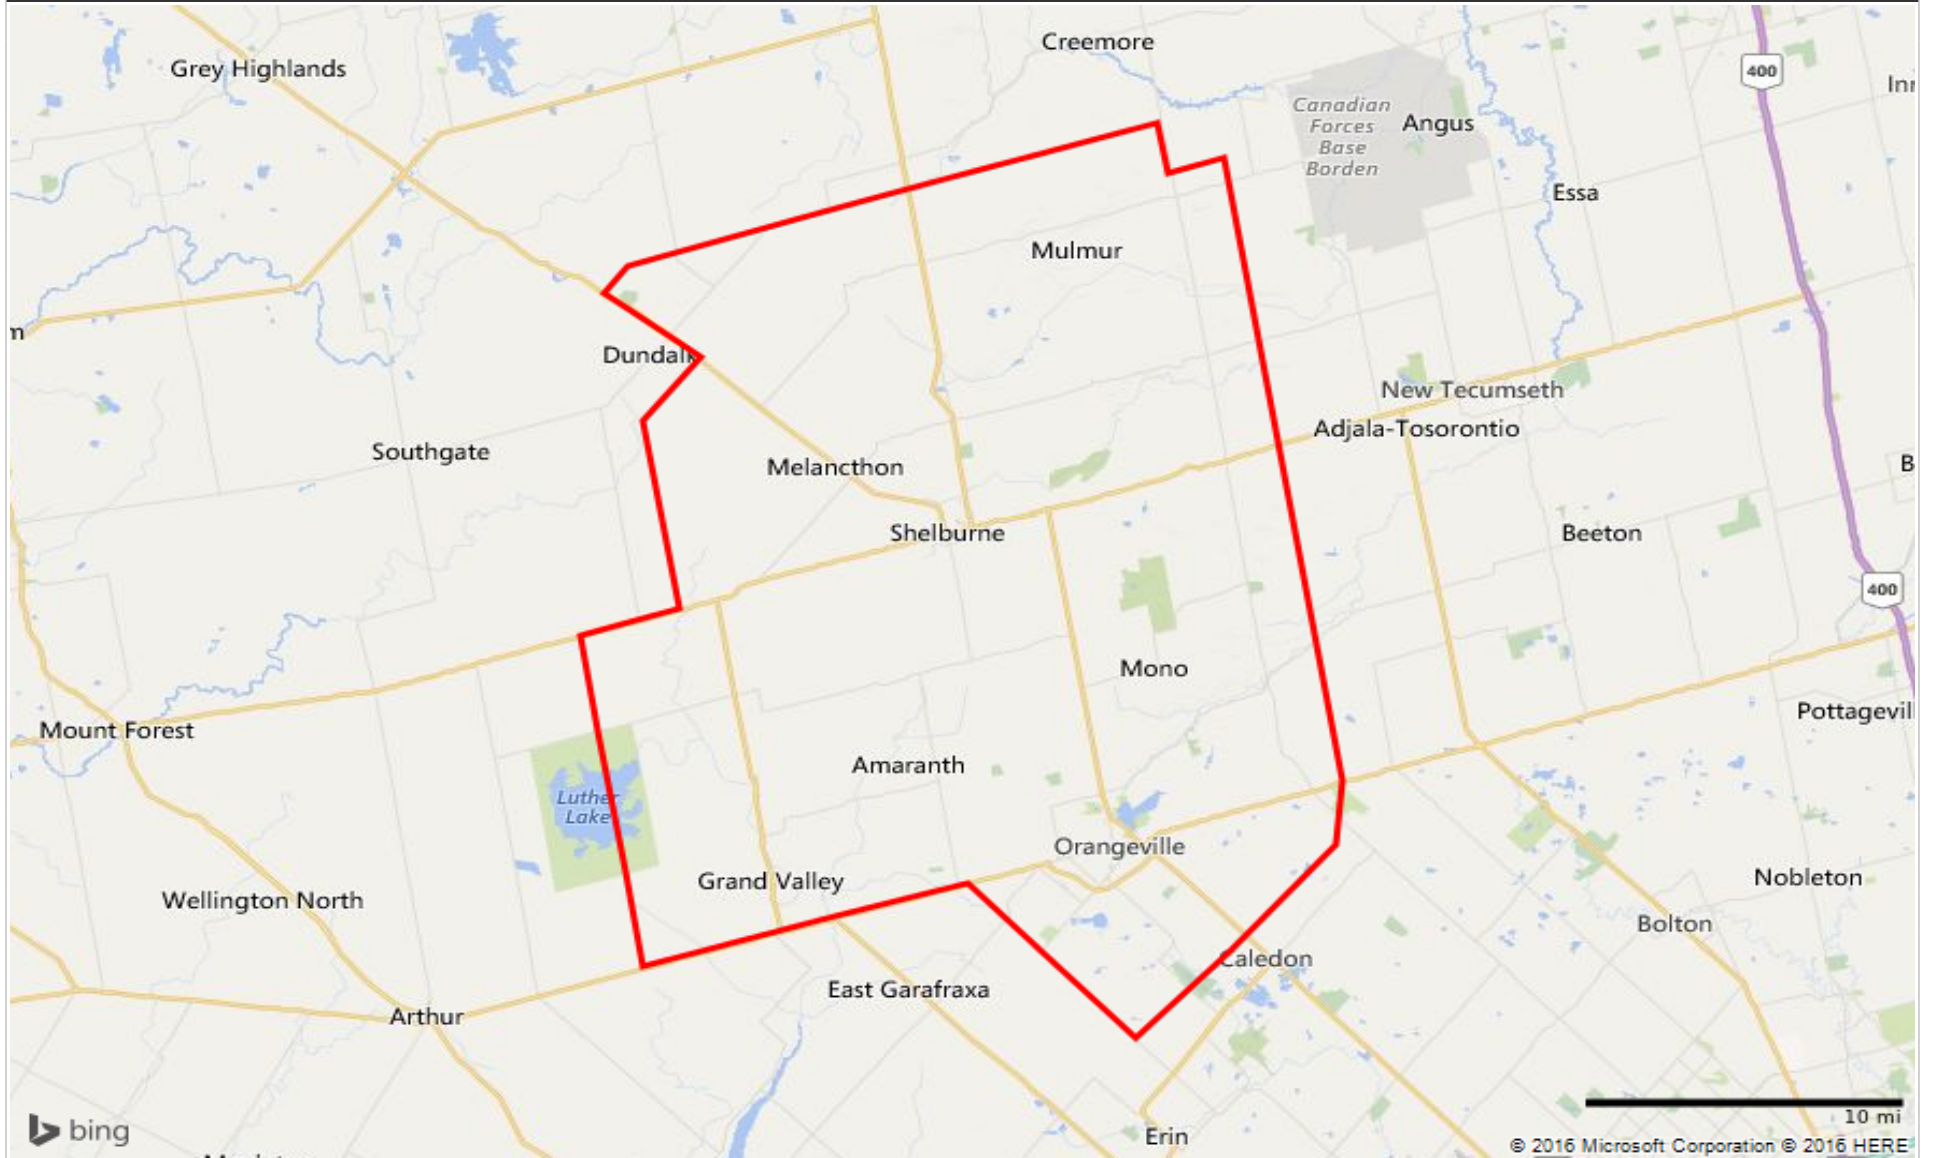 Creemore
Grey Highlands
400
Inn
Canadian
Forces
Base
Borden
Angus
Essa
Mulmur
m
Dundalk
New Tecumseth
Adjala-Tosorontio
Southgate
Melancthon
B
Shelburne
Beeton
400
Mono
Mount Forest
Pottagevil
Amaranth
Luther
Lake
Orangeville
Grand Valley
Nobleton
Wellington North
Bolton
Caledon
East Garafraxa
Arthur
10 mi
bing
Erin
© 2016 Microsoft Corporation © 2016 HERE